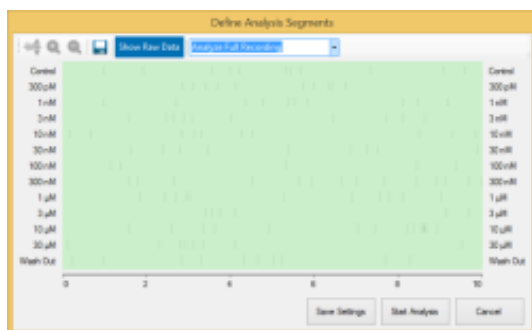 Define Analysis Segments
Show Raw Data Analyze Full Recording
Control Control
300 pM 300 pM
1 nM 1 nM
3 nM 3 nM
10 nM 10 nM
30 nM 30 nM
100 nM 100 nM
300 nM 300 nM
1 µM 1 µM
3 µM 3 µM
10 µM 10 µM
30 µM 30 µM
Wash Out Wash Out
0 2 4 6 8 10
Save Settings Start Analysis Cancel